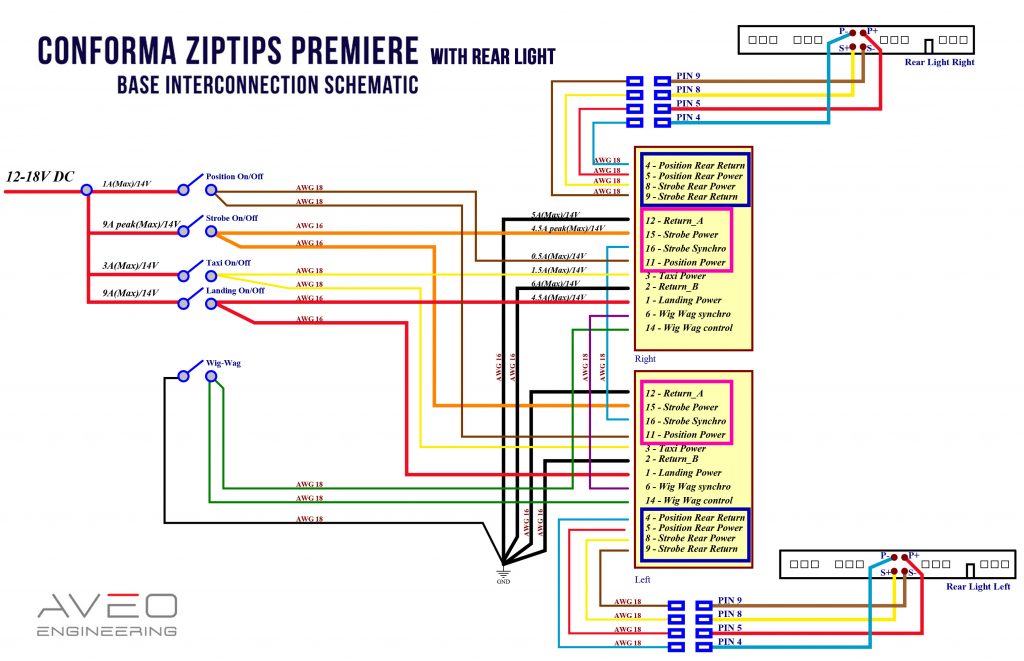 CONFORMA ZIPTIPS PREMIERE WITH REAR LIGHT
BASE INTERCONNECTION SCHEMATIC
P- P+
S+ S-
Rear Light Right
PIN 9
PIN 8
PIN 5
PIN 4
12-18V DC
1A(Max)/14V
Position On/Off
AWG 18
AWG 18
9A peak(Max)/14V
Strobe On/Off
AWG 16
AWG 16
3A(Max)/14V
Taxi On/Off
AWG 18
AWG 18
9A(Max)/14V
Landing On/Off
AWG 16
AWG 16
Wig-Wag
AWG 18
AWG 18
AWG 18
AWG 18
AWG 18
AWG 18
AWG 18
5A(Max)/14V
4.5A peak(Max)/14V
0.5A(Max)/14V
1.5A(Max)/14V
6A(Max)/14V
4.5A(Max)/14V
4 - Position Rear Return
5 - Position Rear Power
8 - Strobe Rear Power
9 - Strobe Rear Return
12 - Return_A
15 - Strobe Power
16 - Strobe Synchro
11 - Position Power
3 - Taxi Power
2 - Return_B
1 - Landing Power
6 - Wig Wag synchro
14 - Wig Wag control
Right
AWG 16
AWG 16
AWG 18
AWG 18
12 - Return_A
15 - Strobe Power
16 - Strobe Synchro
11 - Position Power
3 - Taxi Power
2 - Return_B
1 - Landing Power
6 - Wig Wag synchro
14 - Wig Wag control
4 - Position Rear Return
5 - Position Rear Power
8 - Strobe Rear Power
9 - Strobe Rear Return
Left
AWG 16
AWG 16
GND
P- P+
S+ S-
Rear Light Left
AWG 18
AWG 18
AWG 18
AWG 18
PIN 9
PIN 8
PIN 5
PIN 4
AVEO
ENGINEERING